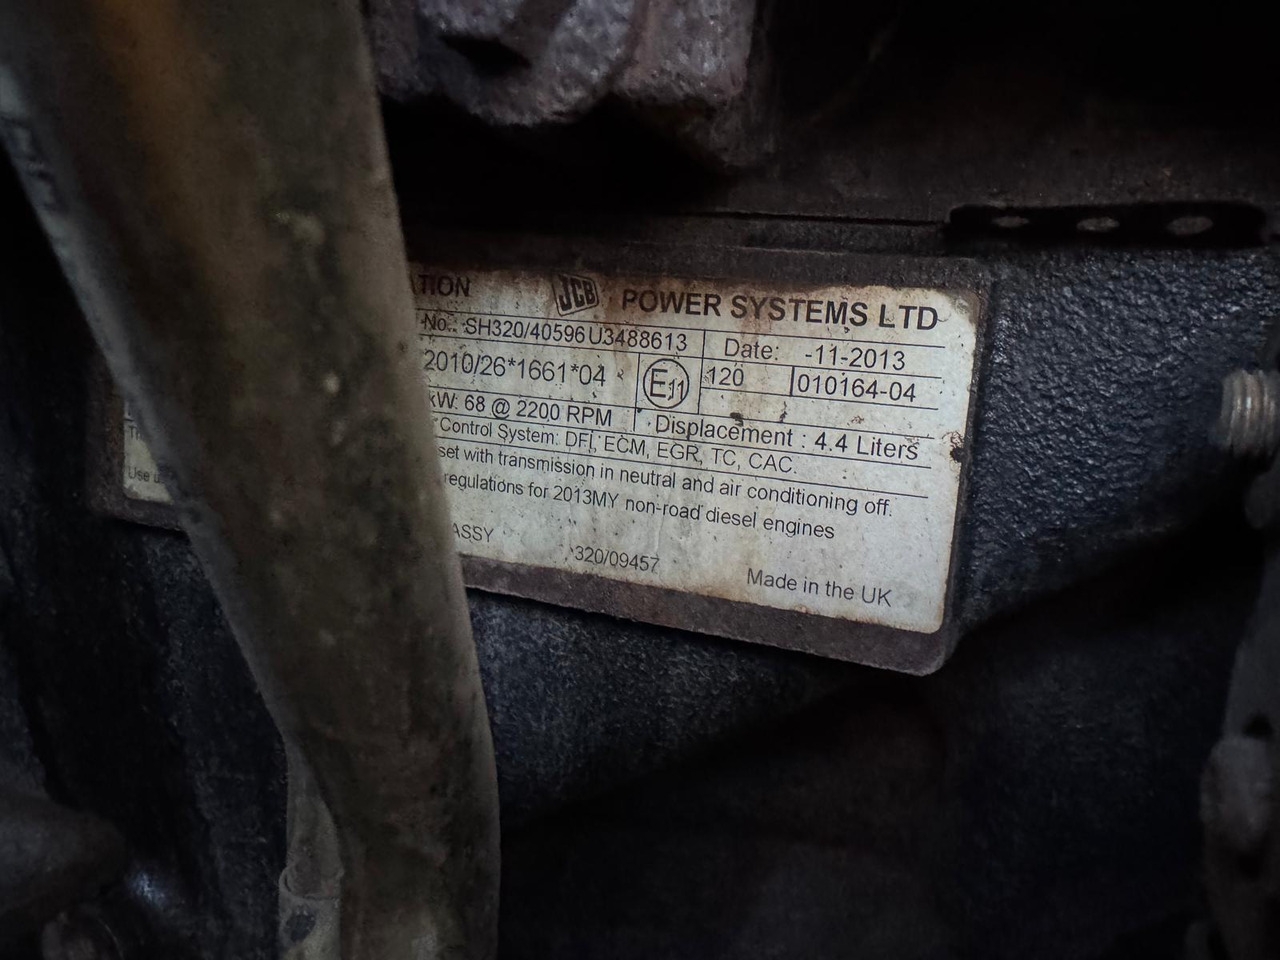 ATION JCB POWER SYSTEMS LTD
No.: SH320/40596U3488613 Date: -11-2013
2010/26*1661*04 E11 120 010164-04
kW: 68 @ 2200 RPM Displacement : 4.4 Liters
Control System: DFI, ECM, EGR, TC, CAC.
set with transmission in neutral and air conditioning off.
regulations for 2013MY non-road diesel engines
Use
ASSY 320/09457 Made in the UK